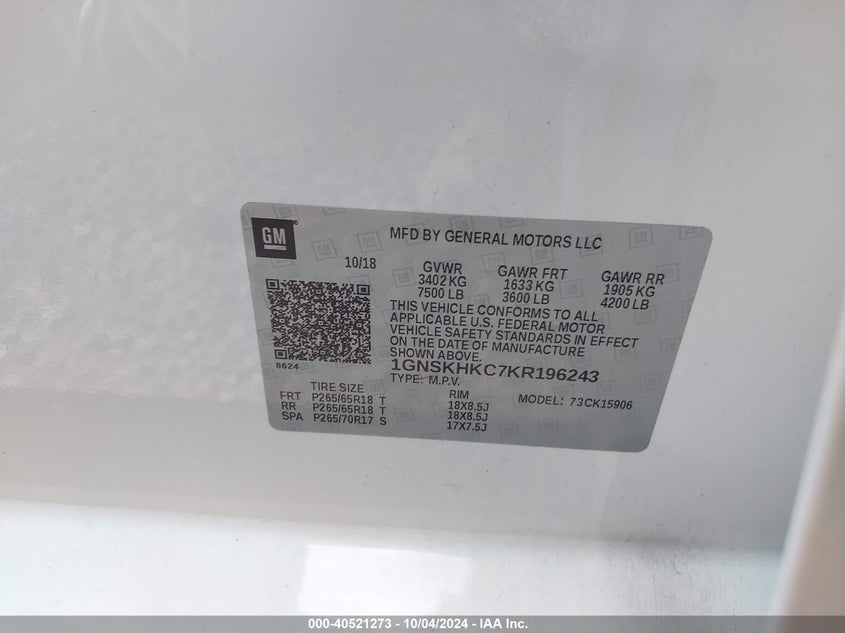 GM
MFD BY GENERAL MOTORS LLC
10/18
GVWR GAWR FRT GAWR RR
3402 KG 1633 KG 1905 KG
7500 LB 3600 LB 4200 LB
THIS VEHICLE CONFORMS TO ALL
APPLICABLE U.S. FEDERAL MOTOR
VEHICLE SAFETY STANDARDS IN EFFECT
ON THE DATE OF MANUFACTURE
SHOWN ABOVE.
8624
1GNSKHKC7KR196243
TYPE: M.P.V.
TIRE SIZE RIM MODEL: 73CK15906
FRT P265/65R18 T 18X8.5J
RR P265/65R18 T 18X8.5J
SPA P265/70R17 S 17X7.5J
000-40521273 - 10/04/2024 - IAA Inc.